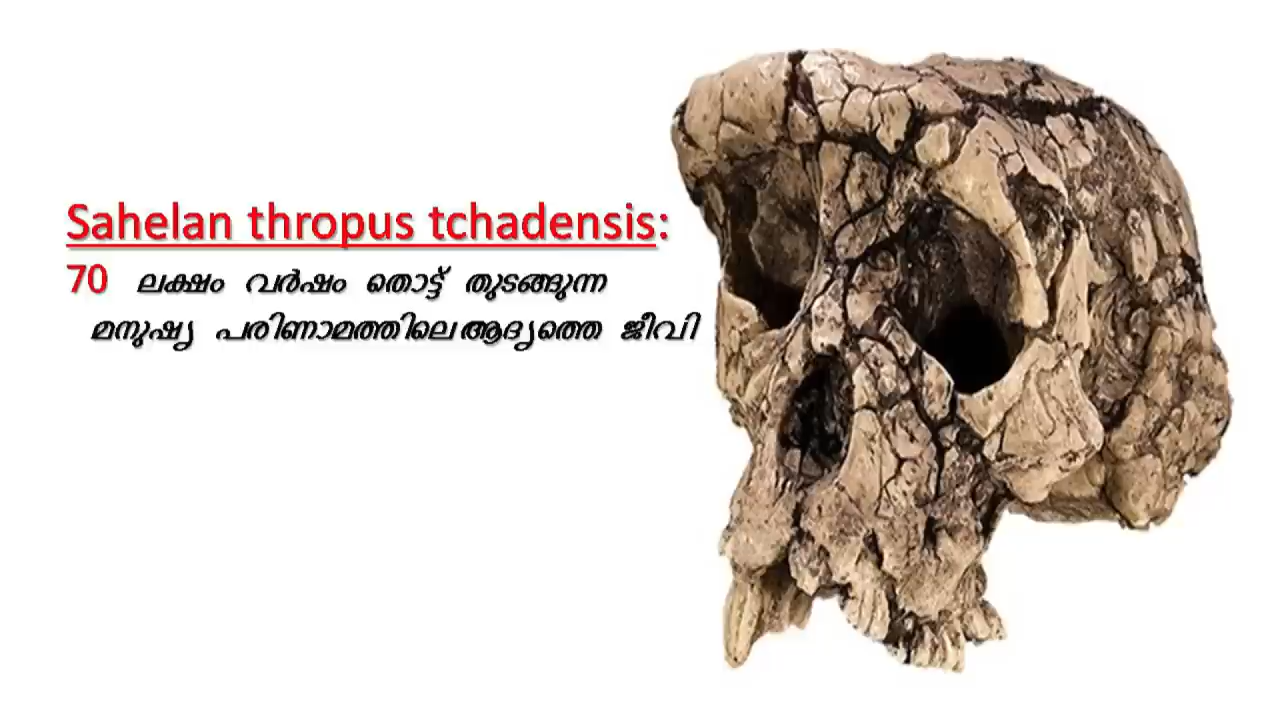 Sahelan thropus tchadensis:
70 ലക്ഷം വർഷം തൊട്ട് തുടങ്ങുന്ന
മനുഷ്യ പരിണാമത്തിലെ ആദ്യത്തെ ജീവി